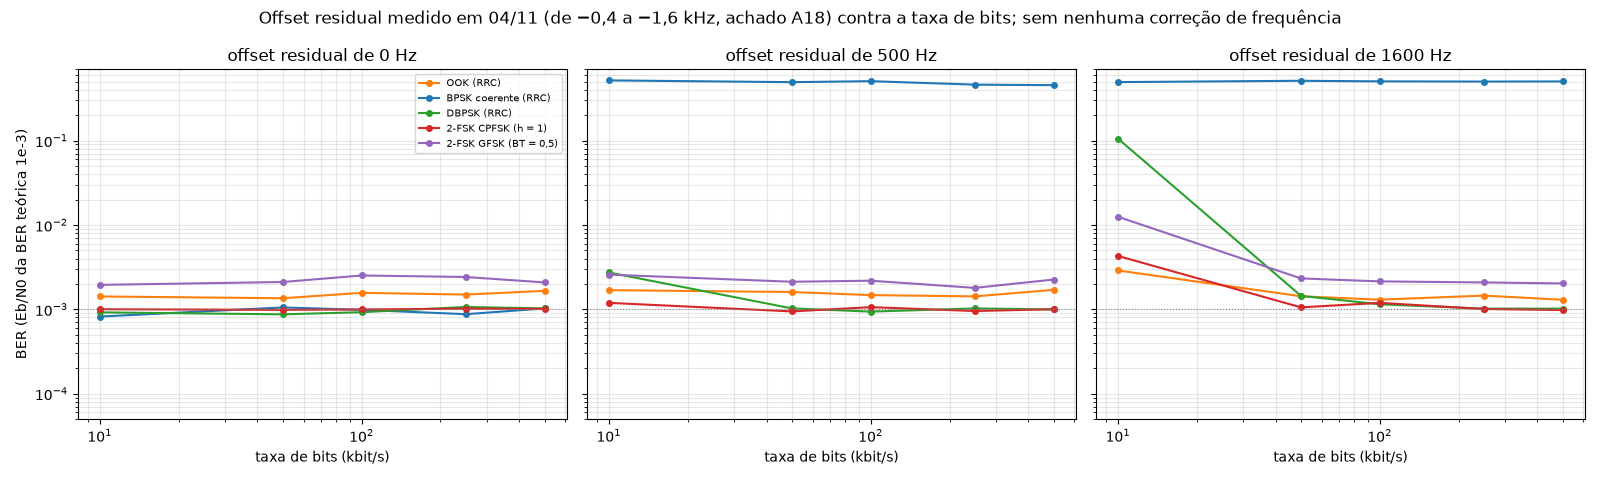 Offset residual medido em 04/11 (de −0,4 a −1,6 kHz, achado A18) contra a taxa de bits; sem nenhuma correção de frequência
offset residual de 0 Hz
offset residual de 500 Hz
offset residual de 1600 Hz
OOK (RRC)
BPSK coerente (RRC)
DBPSK (RRC)
2-FSK CPFSK (h = 1)
2-FSK GFSK (BT = 0,5)
BER (Eb/N0 da BER teórica 1e-3)
10⁻¹
10⁻²
10⁻³
10⁻⁴
10¹ 10²
10¹ 10²
10¹ 10²
taxa de bits (kbit/s)
taxa de bits (kbit/s)
taxa de bits (kbit/s)